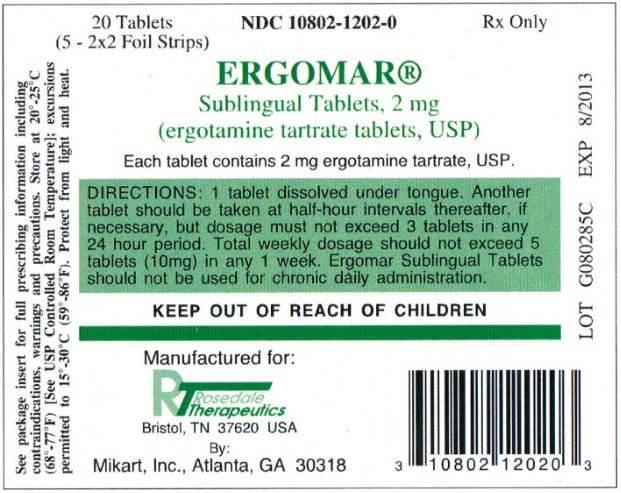 20 Tablets
(5 - 2x2 Foil Strips)
NDC 10802-1202-0
Rx Only
ERGOMAR®
Sublingual Tablets, 2 mg
(ergotamine tartrate tablets, USP)
Each tablet contains 2 mg ergotamine tartrate, USP.
DIRECTIONS: 1 tablet dissolved under tongue. Another
tablet should be taken at half-hour intervals thereafter, if
necessary, but dosage must not exceed 3 tablets in any
24 hour period. Total weekly dosage should not exceed 5
tablets (10mg) in any 1 week. Ergomar Sublingual Tablets
should not be used for chronic daily administration.
KEEP OUT OF REACH OF CHILDREN
Manufactured for:
RT Rosedale
Therapeutics
Bristol, TN 37620 USA
By:
Mikart, Inc., Atlanta, GA 30318
3 10802 12020 3
See package insert for full prescribing information including
contraindications, warnings and precautions. Store at 20°-25°C
(68°-77°F) [See USP Controlled Room Temperature]; excursions
permitted to 15°-30°C (59°-86°F). Protect from light and heat.
LOT G080285C EXP 8/2013